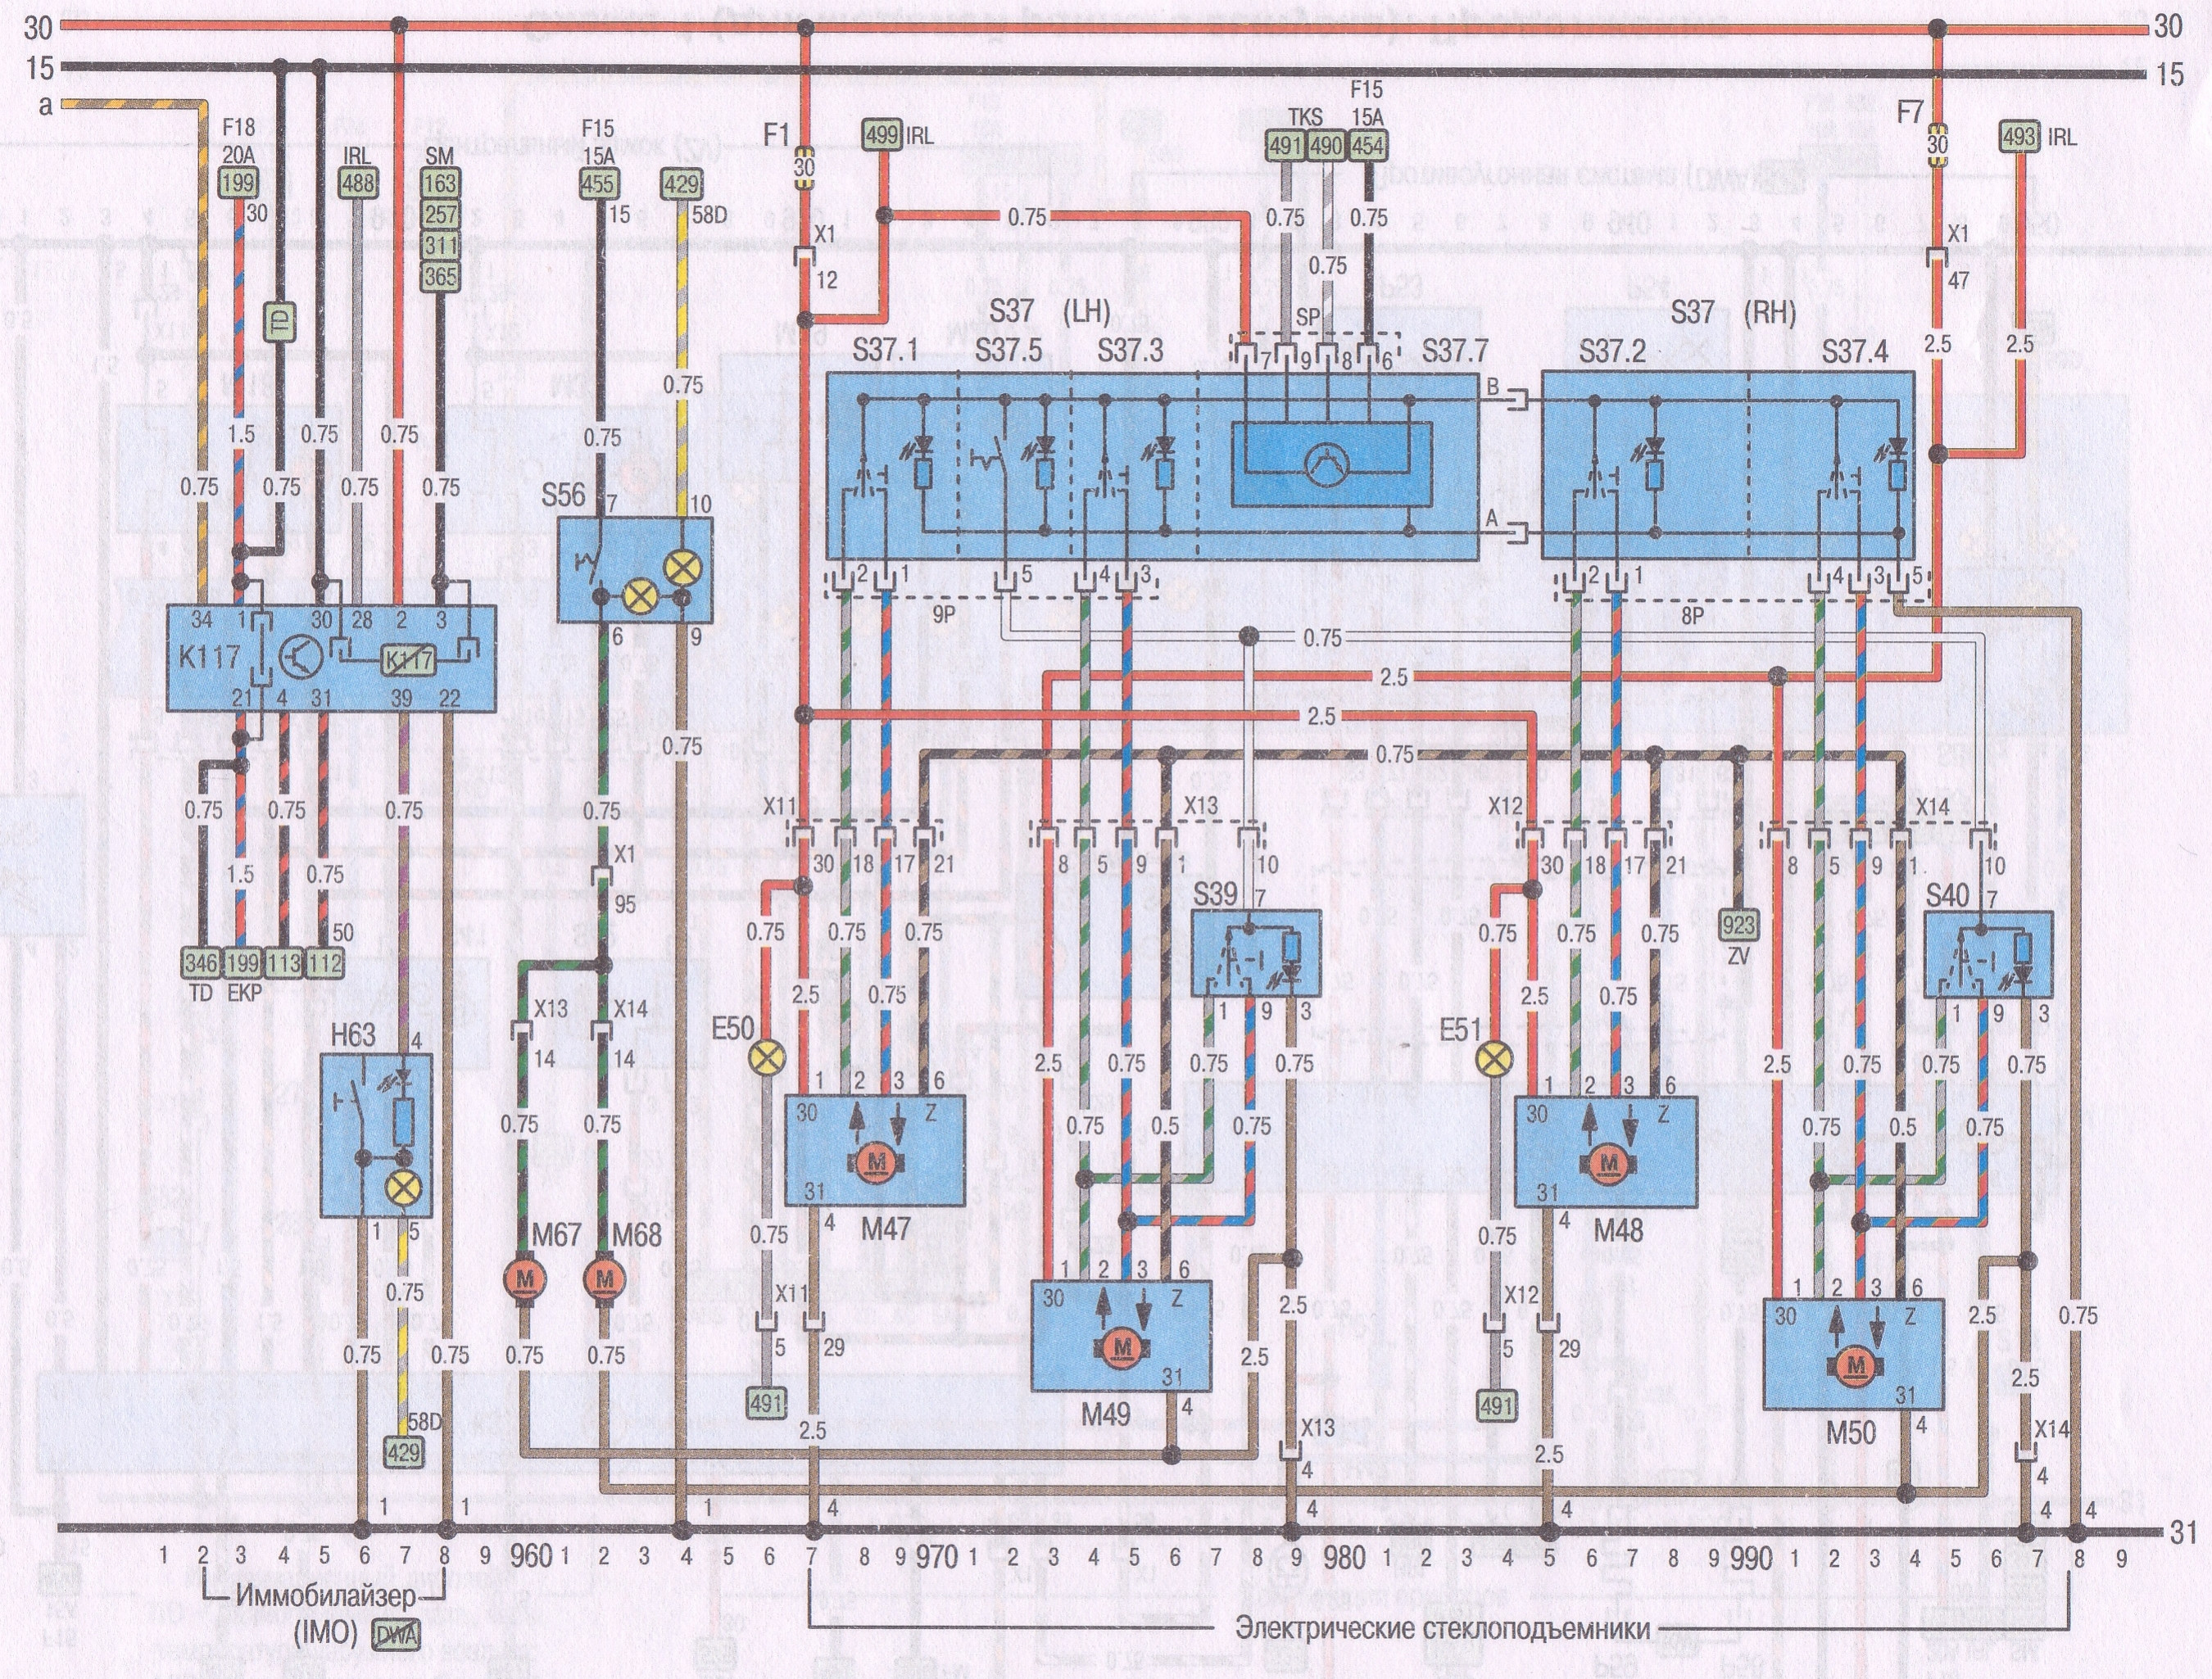 30 30
15 15
a
F18
20A
199
30
TD
IRL
488
SM
163
257
311
365
F15
15A
455
15
429
58D
F1
30
X1
12
499 IRL
0.75
TKS
491 490
F15
15A
454
0.75 0.75 0.75
F7
30
493 IRL
X1
47
2.5 2.5
S37 (LH)
SP
S37 (RH)
S37.1 S37.5 S37.3 S37.7 S37.2 S37.4
7 9 8 6
B
A
0.75 1.5 0.75 0.75 0.75 0.75 0.75
0.75 0.75
S56
7 10
6 9
34 1 30 28 2 3
K117 K117
21 4 31 39 22
2 1 5 4 3
9P
2 1 4 3 5
8P
0.75
2.5
2.5
0.75
0.75 0.75 0.75 0.75 0.75
1.5 0.75
50
346 199 113 112
TD EKP
X1
95
X13 X14
14 14
0.75 0.75
H63
4
1 5
0.75
58D
429
M67 M68
M M
0.75 0.75 0.75 0.75
X11
30 18 17 21
0.75 2.5 0.75 0.75 0.75
E50
1 2 3 6
30 Z
M
31
4
M47
0.75
X11
5 29
491
2.5
X13
8 5 9 1 10
S39
7
1 9 3
2.5 0.75 0.75 0.75
0.75 0.5 0.75
1 2 3 6
30 Z
M
31
4
M49
2.5
2.5
X13
4
X12
30 18 17 21
0.75 2.5 0.75 0.75 0.75
E51
1 2 3 6
30 Z
M
31
4
M48
0.75
X12
5 29
491
2.5
923
ZV
X14
8 5 9 1 10
S40
7
1 9 3
2.5 0.75 0.75
0.75 0.5 0.75
1 2 3 6
30 Z
M
31
4
M50
2.5 0.75
2.5
X14
4
1 1 1 4 4 4 4 4
31
1 2 3 4 5 6 7 8 9 960 1 2 3 4 5 6 7 8 9 970 1 2 3 4 5 6 7 8 9 980 1 2 3 4 5 6 7 8 9 990 1 2 3 4 5 6 7 8 9
Иммобилайзер
(IMO) DWA
Электрические стеклоподъемники